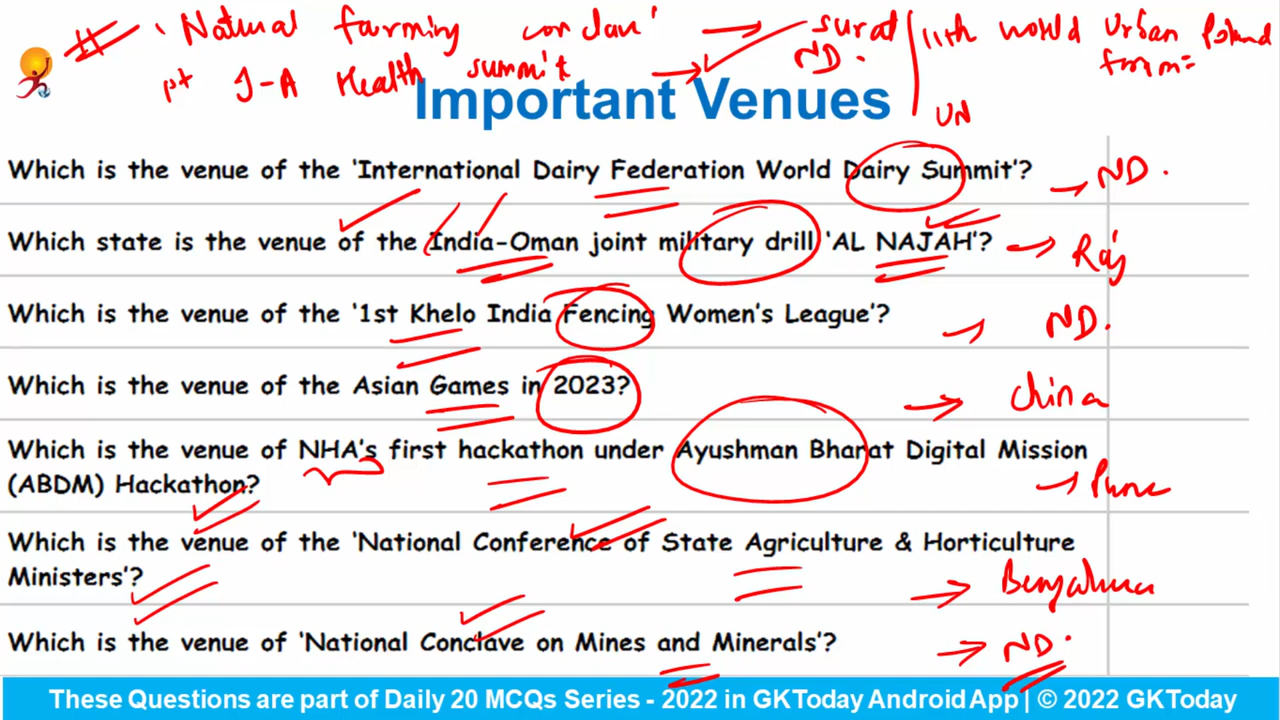 Natural farming conclav → Surat
11th world Urban
forum =
pt I-A Health summit → ND.
UN
Important Venues
Which is the venue of the ‘International Dairy Federation World Dairy Summit’? → ND.
Which state is the venue of the India-Oman joint military drill ‘AL NAJAH’? → Raj
Which is the venue of the ‘1st Khelo India Fencing Women’s League’? → ND.
Which is the venue of the Asian Games in 2023? → China
Which is the venue of NHA’s first hackathon under Ayushman Bharat Digital Mission
(ABDM) Hackathon? → Pune
Which is the venue of the ‘National Conference of State Agriculture & Horticulture
Ministers’? → Bengaluru
Which is the venue of ‘National Conclave on Mines and Minerals’? → ND.
These Questions are part of Daily 20 MCQs Series - 2022 in GKToday Android App | © 2022 GKToday